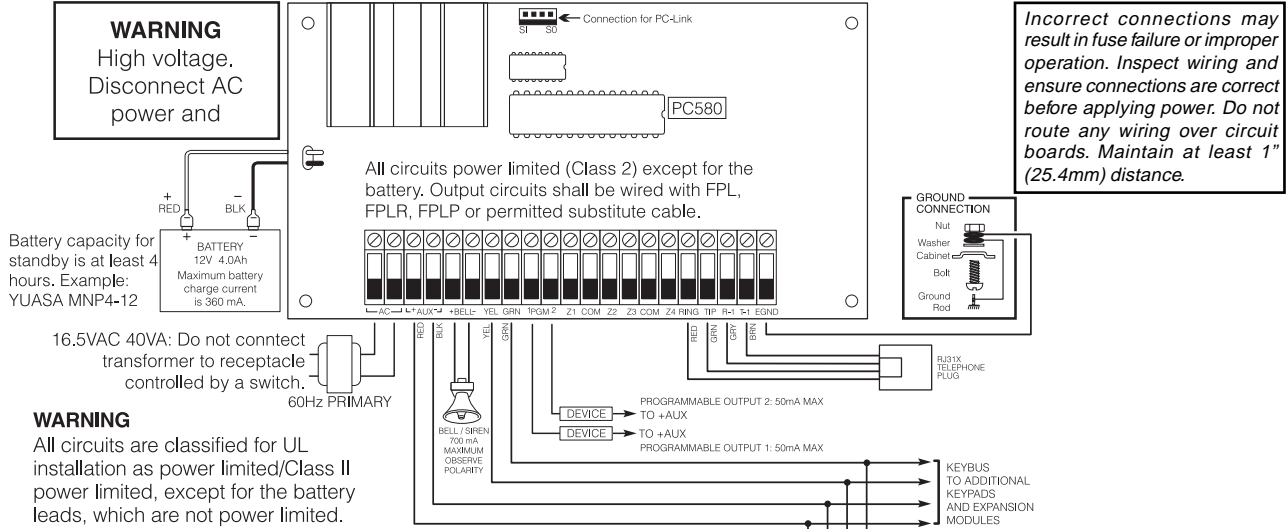 WARNING
High voltage.
Disconnect AC
power and
Connection for PC-Link
SI SO
PC580
Incorrect connections may
result in fuse failure or improper
operation. Inspect wiring and
ensure connections are correct
before applying power. Do not
route any wiring over circuit
boards. Maintain at least 1”
(25.4mm) distance.
All circuits power limited (Class 2) except for the
battery. Output circuits shall be wired with FPL,
FPLR, FPLP or permitted substitute cable.
+ –
RED BLK
+ –
BATTERY
12V 4.0Ah
Maximum battery
charge current
is 360 mA.
Battery capacity for
standby is at least 4
hours. Example:
YUASA MNP4-12
GROUND
CONNECTION
Nut
Washer
Cabinet
Bolt
Ground
Rod
AC +AUX- +BELL- YEL GRN 1PGM2 Z1 COM Z2 Z3 COM Z4 RING TIP R-1 T-1 EGND
RED BLK YEL GRN RED GRN GRY BRN
16.5VAC 40VA: Do not conntect
transformer to receptacle
controlled by a switch.
60Hz PRIMARY
RJ31X
TELEPHONE
PLUG
BELL / SIREN
700 mA
MAXIMUM
OBSERVE
POLARITY
PROGRAMMABLE OUTPUT 2: 50mA MAX
DEVICE TO +AUX
DEVICE TO +AUX
PROGRAMMABLE OUTPUT 1: 50mA MAX
WARNING
All circuits are classified for UL
installation as power limited/Class II
power limited, except for the battery
leads, which are not power limited.
KEYBUS
TO ADDITIONAL
KEYPADS
AND EXPANSION
MODULES